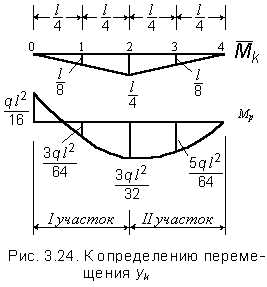 l/4 l/4 l/4 l/4
0 1 2 3 4 M̅k
l/8 l/4 l/8
ql²/16 Mp
3ql²/64 3ql²/32 5ql²/64
I участок II участок
Рис. 3.24. К определению переме-
щения yk